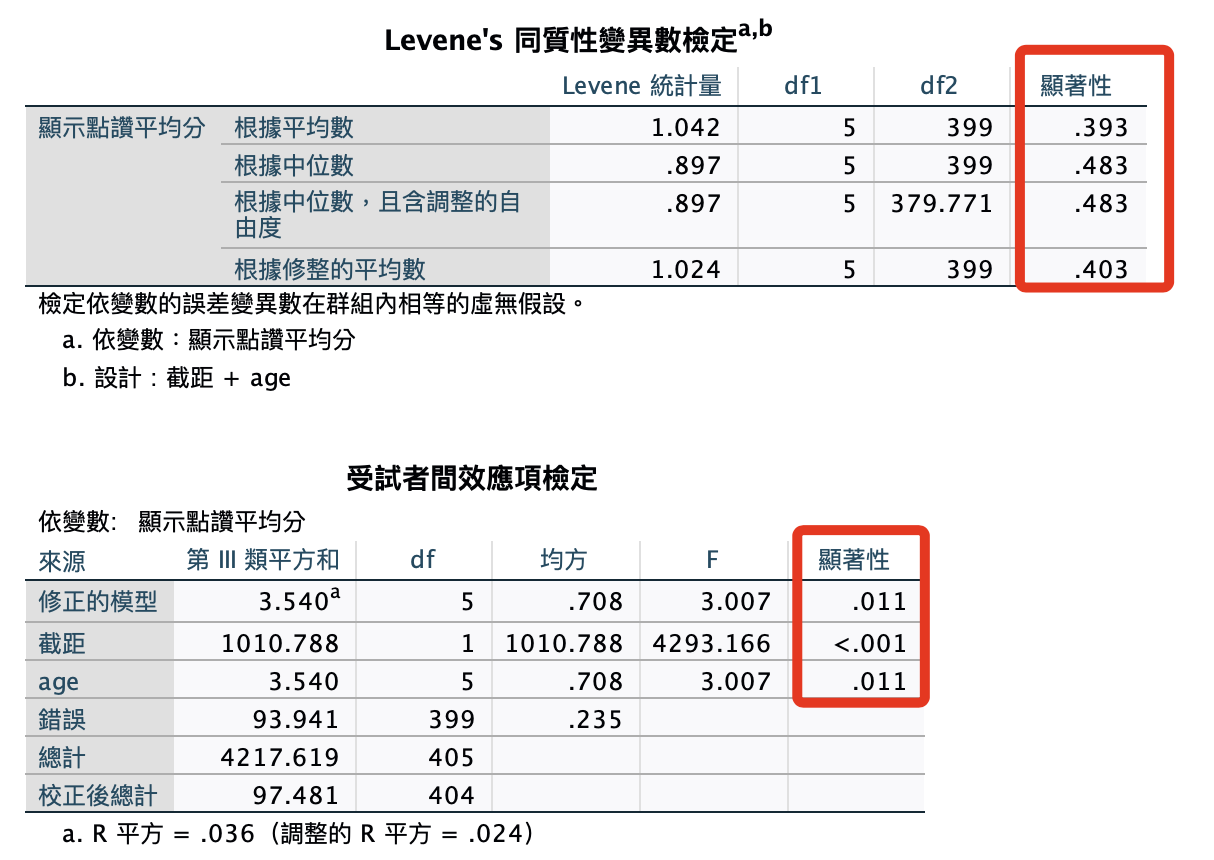 Levene's 同質性變異數檢定a,b
Levene 統計量 df1 df2 顯著性
顯示點讚平均分 根據平均數 1.042 5 399 .393
根據中位數 .897 5 399 .483
根據中位數，且含調整的自 .897 5 379.771 .483
由度
根據修整的平均數 1.024 5 399 .403
檢定依變數的誤差變異數在群組內相等的虛無假設。
a. 依變數：顯示點讚平均分
b. 設計：截距 + age
受試者間效應項檢定
依變數: 顯示點讚平均分
來源 第 III 類平方和 df 均方 F 顯著性
修正的模型 3.540a 5 .708 3.007 .011
截距 1010.788 1 1010.788 4293.166 <.001
age 3.540 5 .708 3.007 .011
錯誤 93.941 399 .235
總計 4217.619 405
校正後總計 97.481 404
a. R 平方 = .036（調整的 R 平方 = .024）